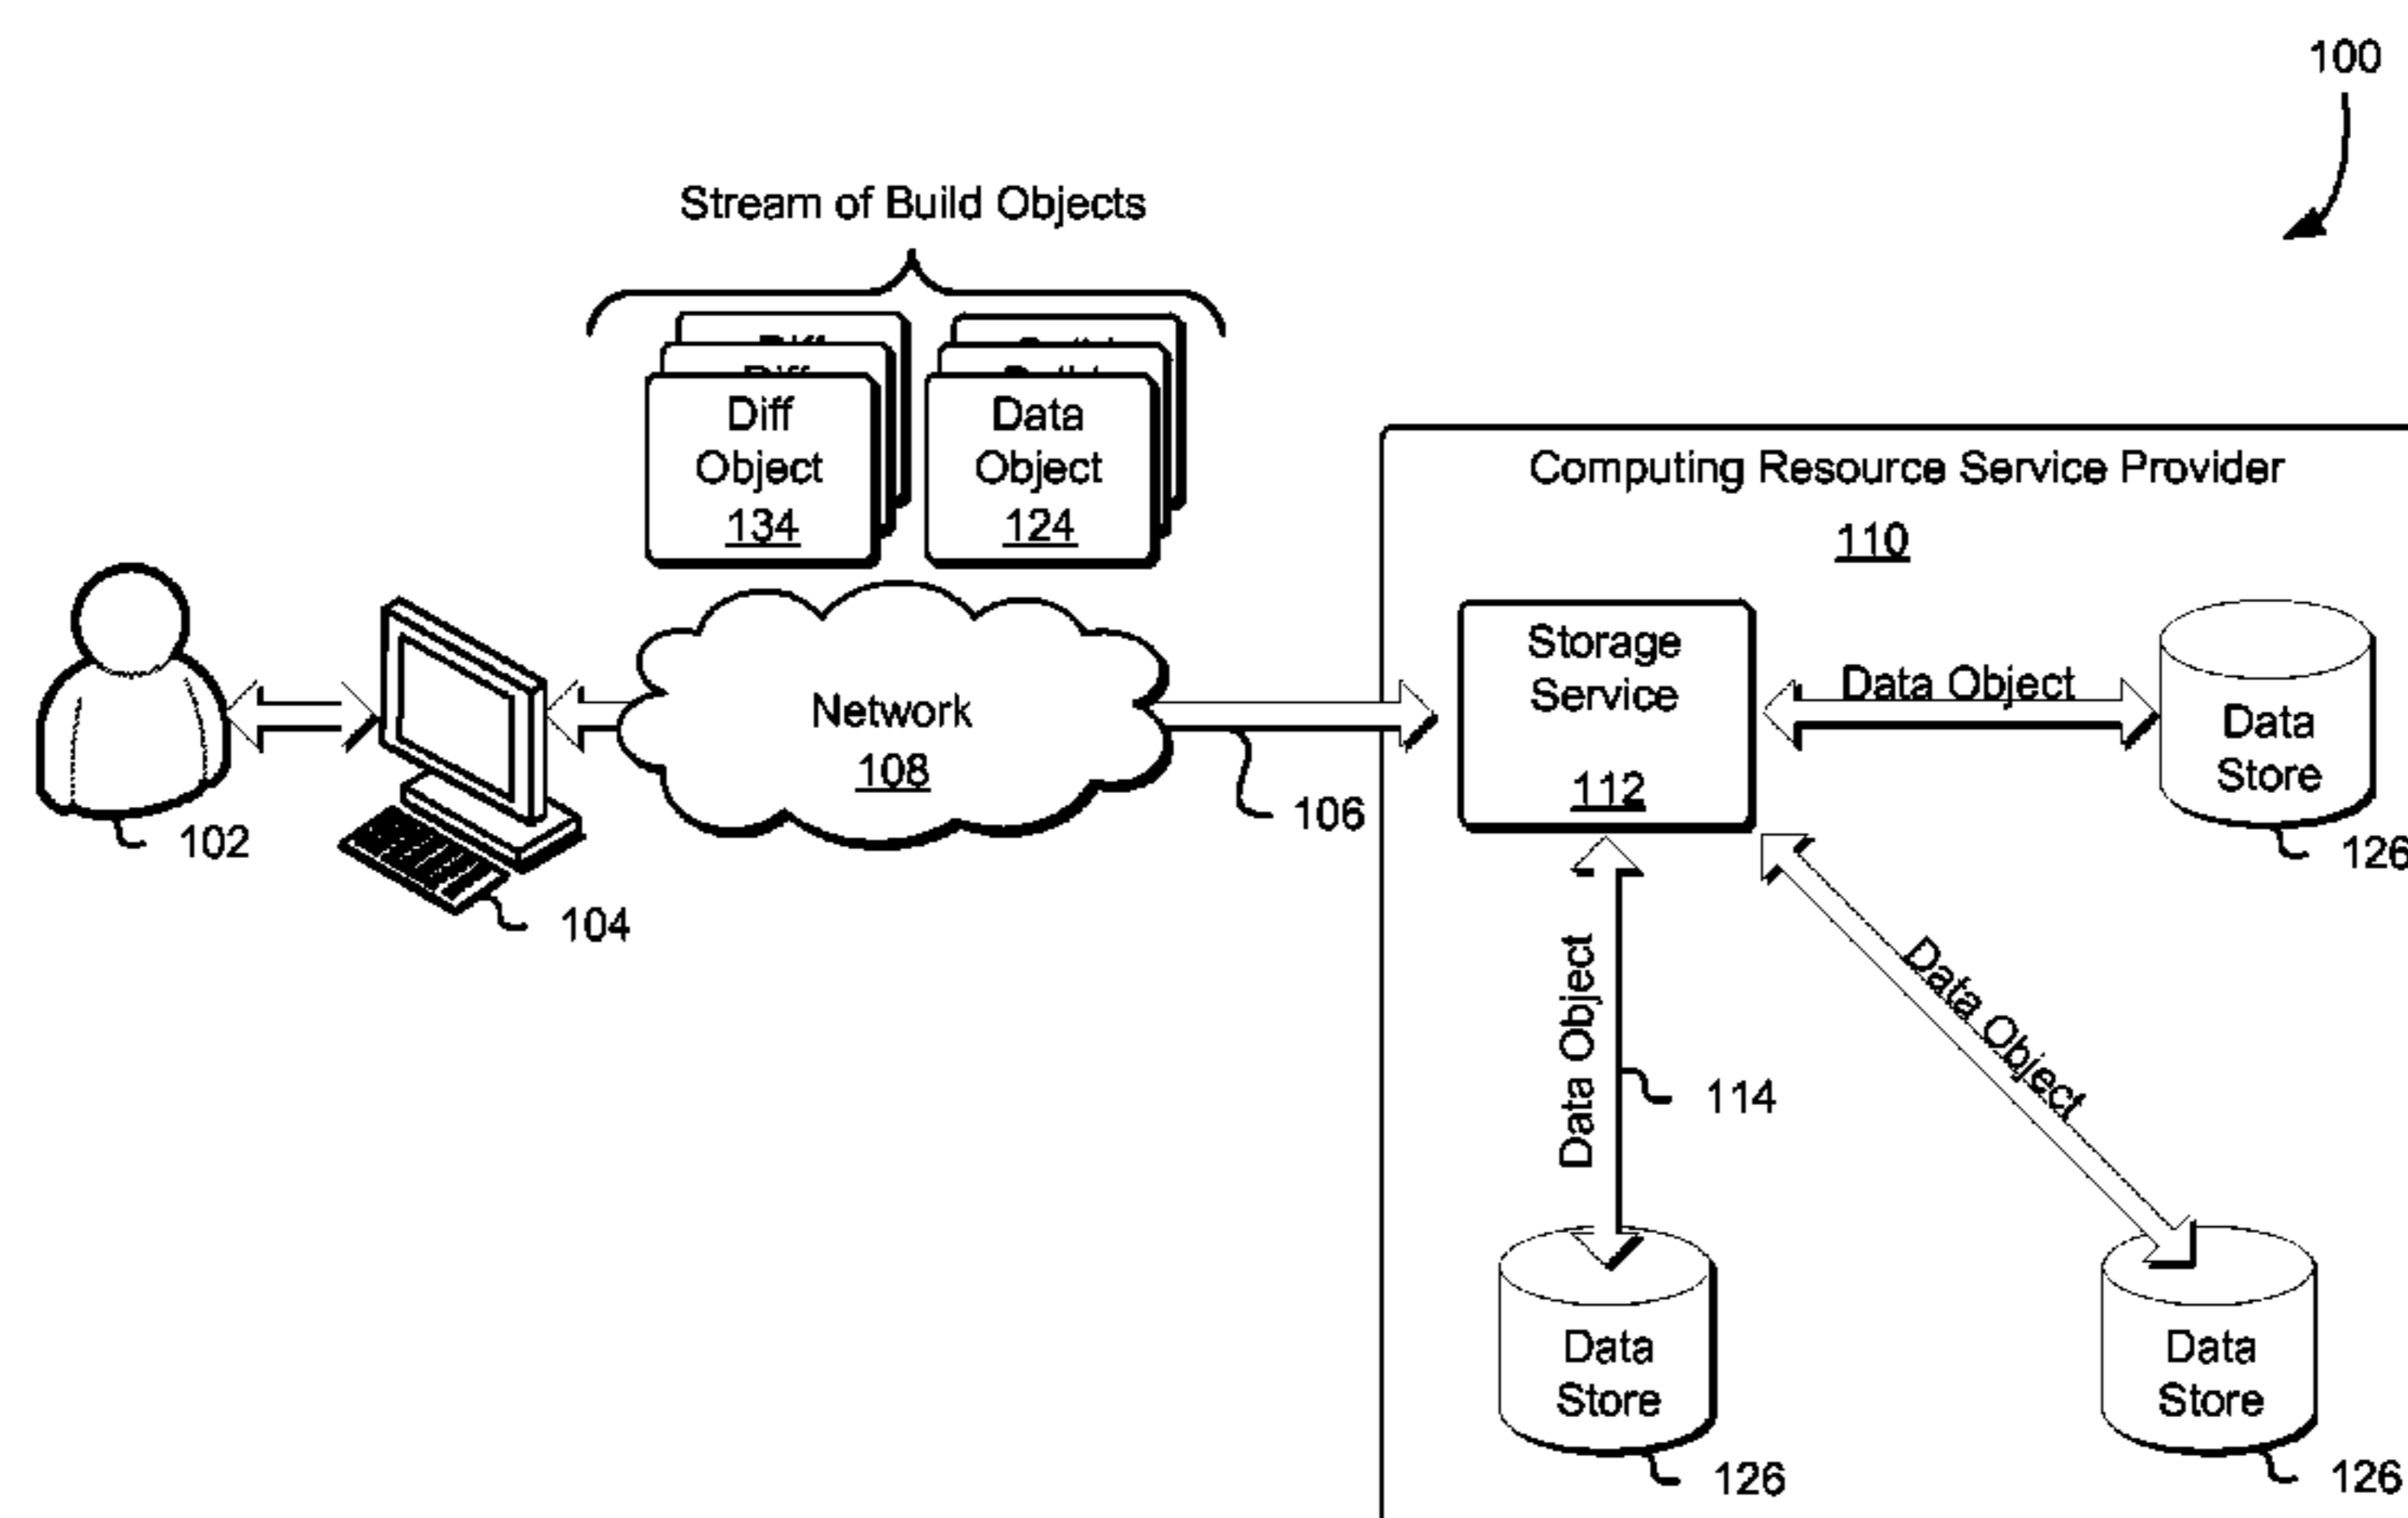 100
Stream of Build Objects
Diff
Object
134
Data
Object
124
Computing Resource Service Provider
110
Storage
Service
112
Data Object
Data
Store
126
Network
108
106
102
104
Data Object
114
Data Object
Data
Store
126
Data
Store
126